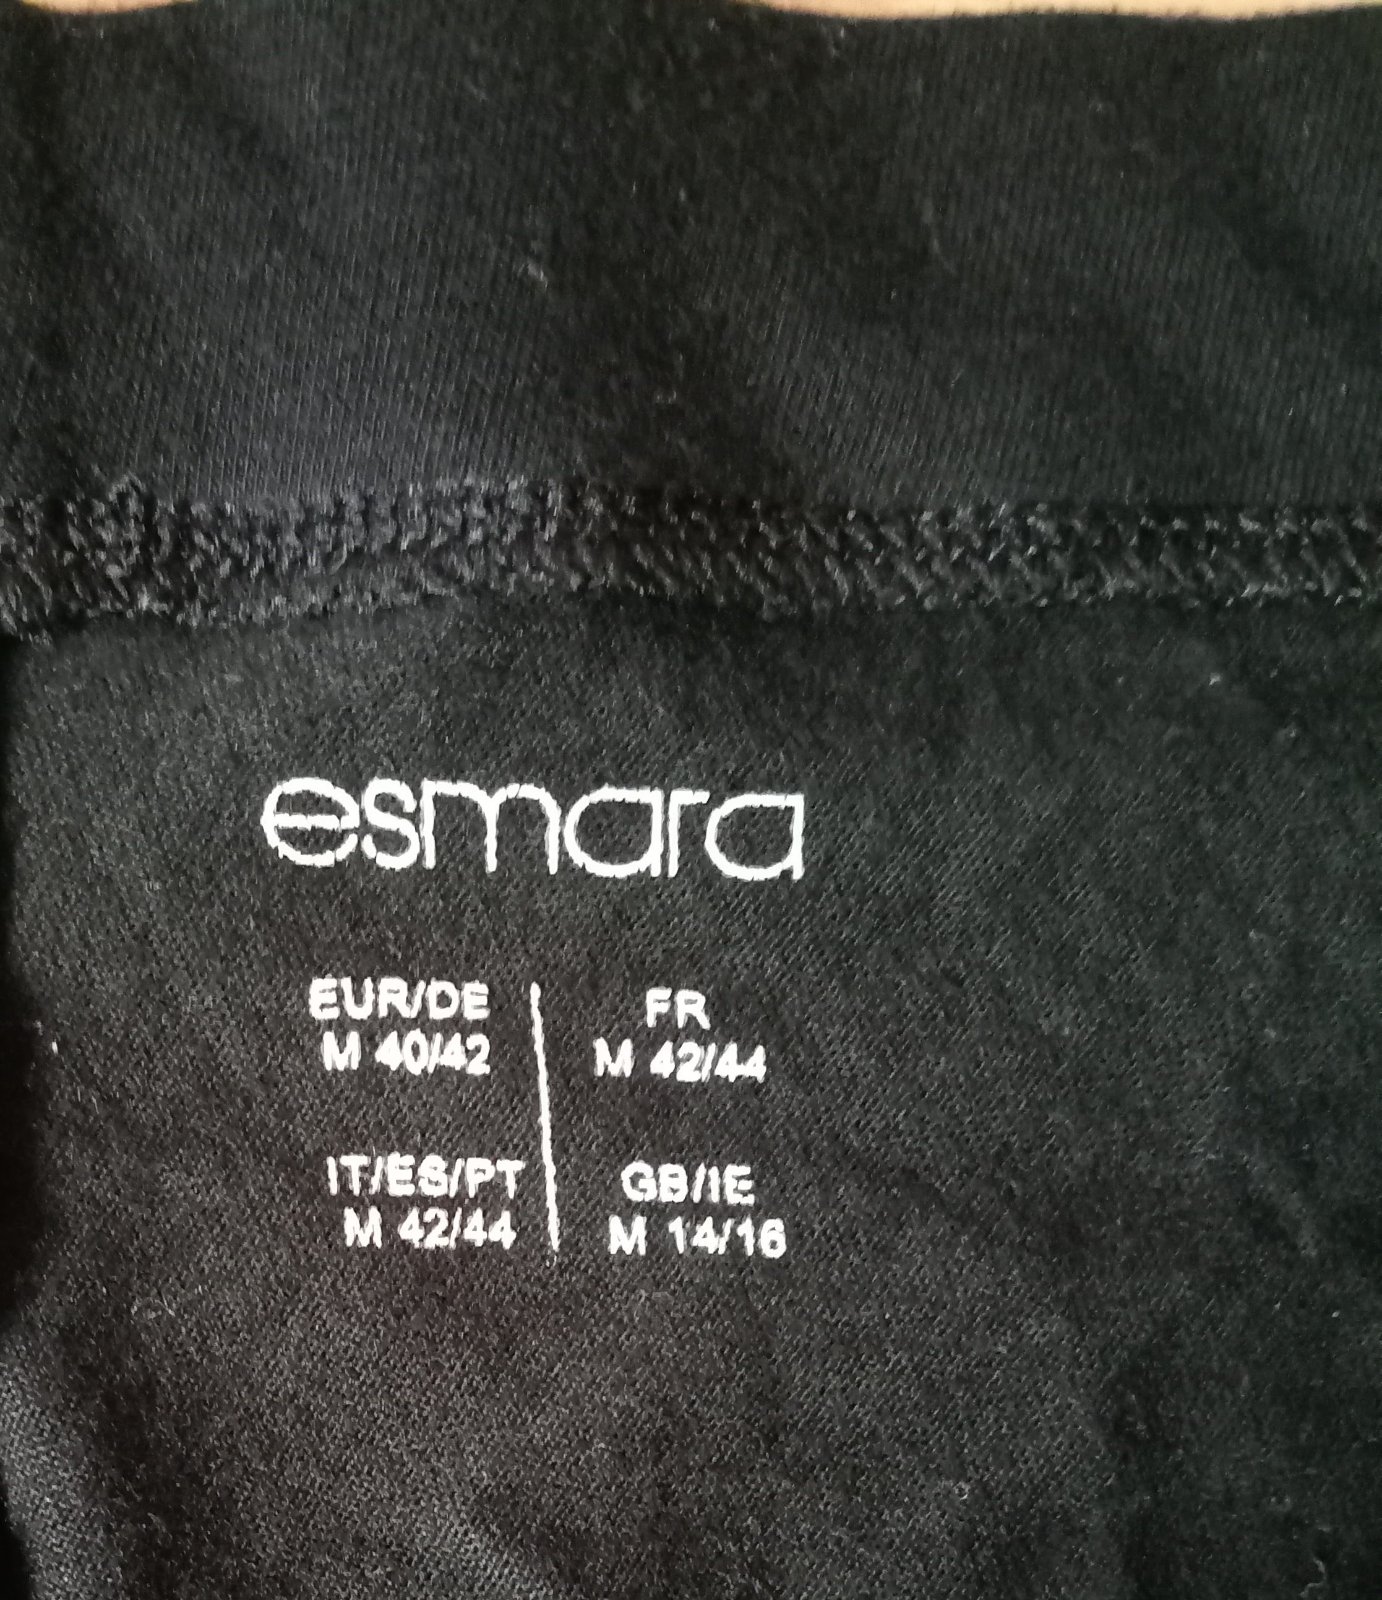 esmara
EUR/DE
M 40/42
FR
M 42/44
IT/ES/PT
M 42/44
GB/IE
M 14/16